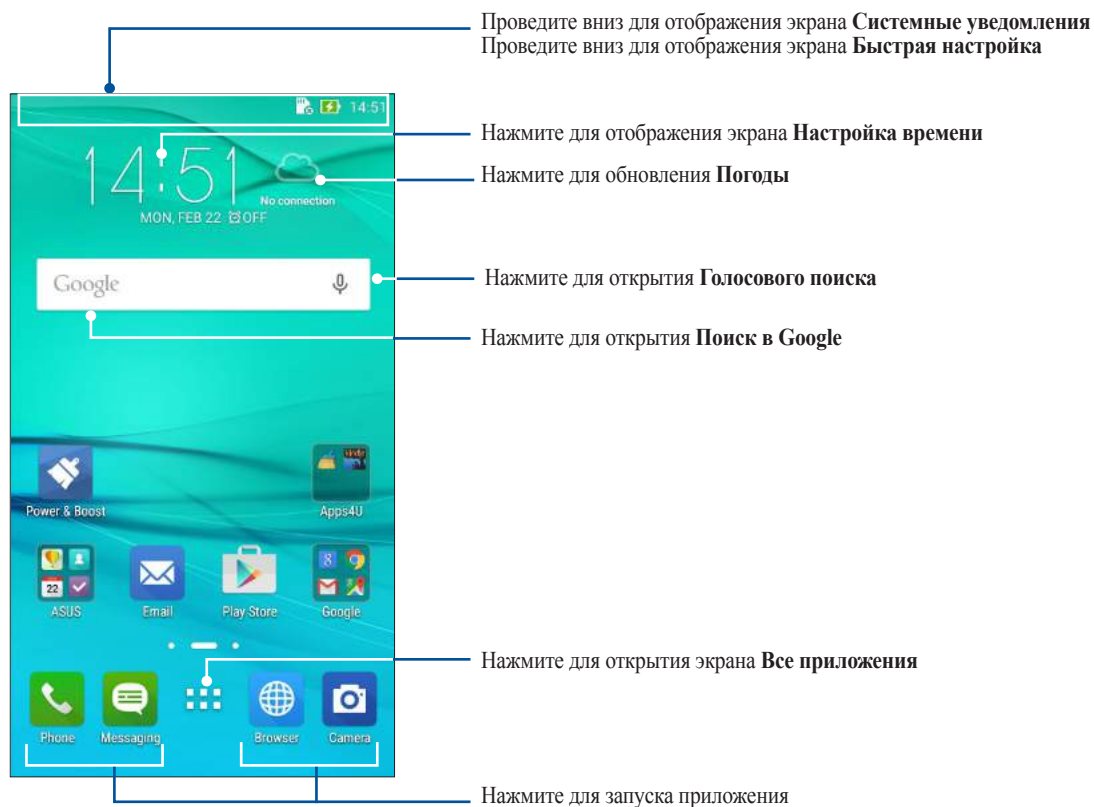 Проведите вниз для отображения экрана Системные уведомления
Проведите вниз для отображения экрана Быстрая настройка
14:51
Нажмите для отображения экрана Настройка времени
14:51
Нажмите для обновления Погоды
No connection
MON, FEB 22 OFF
Google
Нажмите для открытия Голосового поиска
Нажмите для открытия Поиск в Google
Power & Boost
Apps4U
22
8
ASUS
Email
Play Store
Google
Нажмите для открытия экрана Все приложения
Phone
Messaging
Browser
Camera
Нажмите для запуска приложения